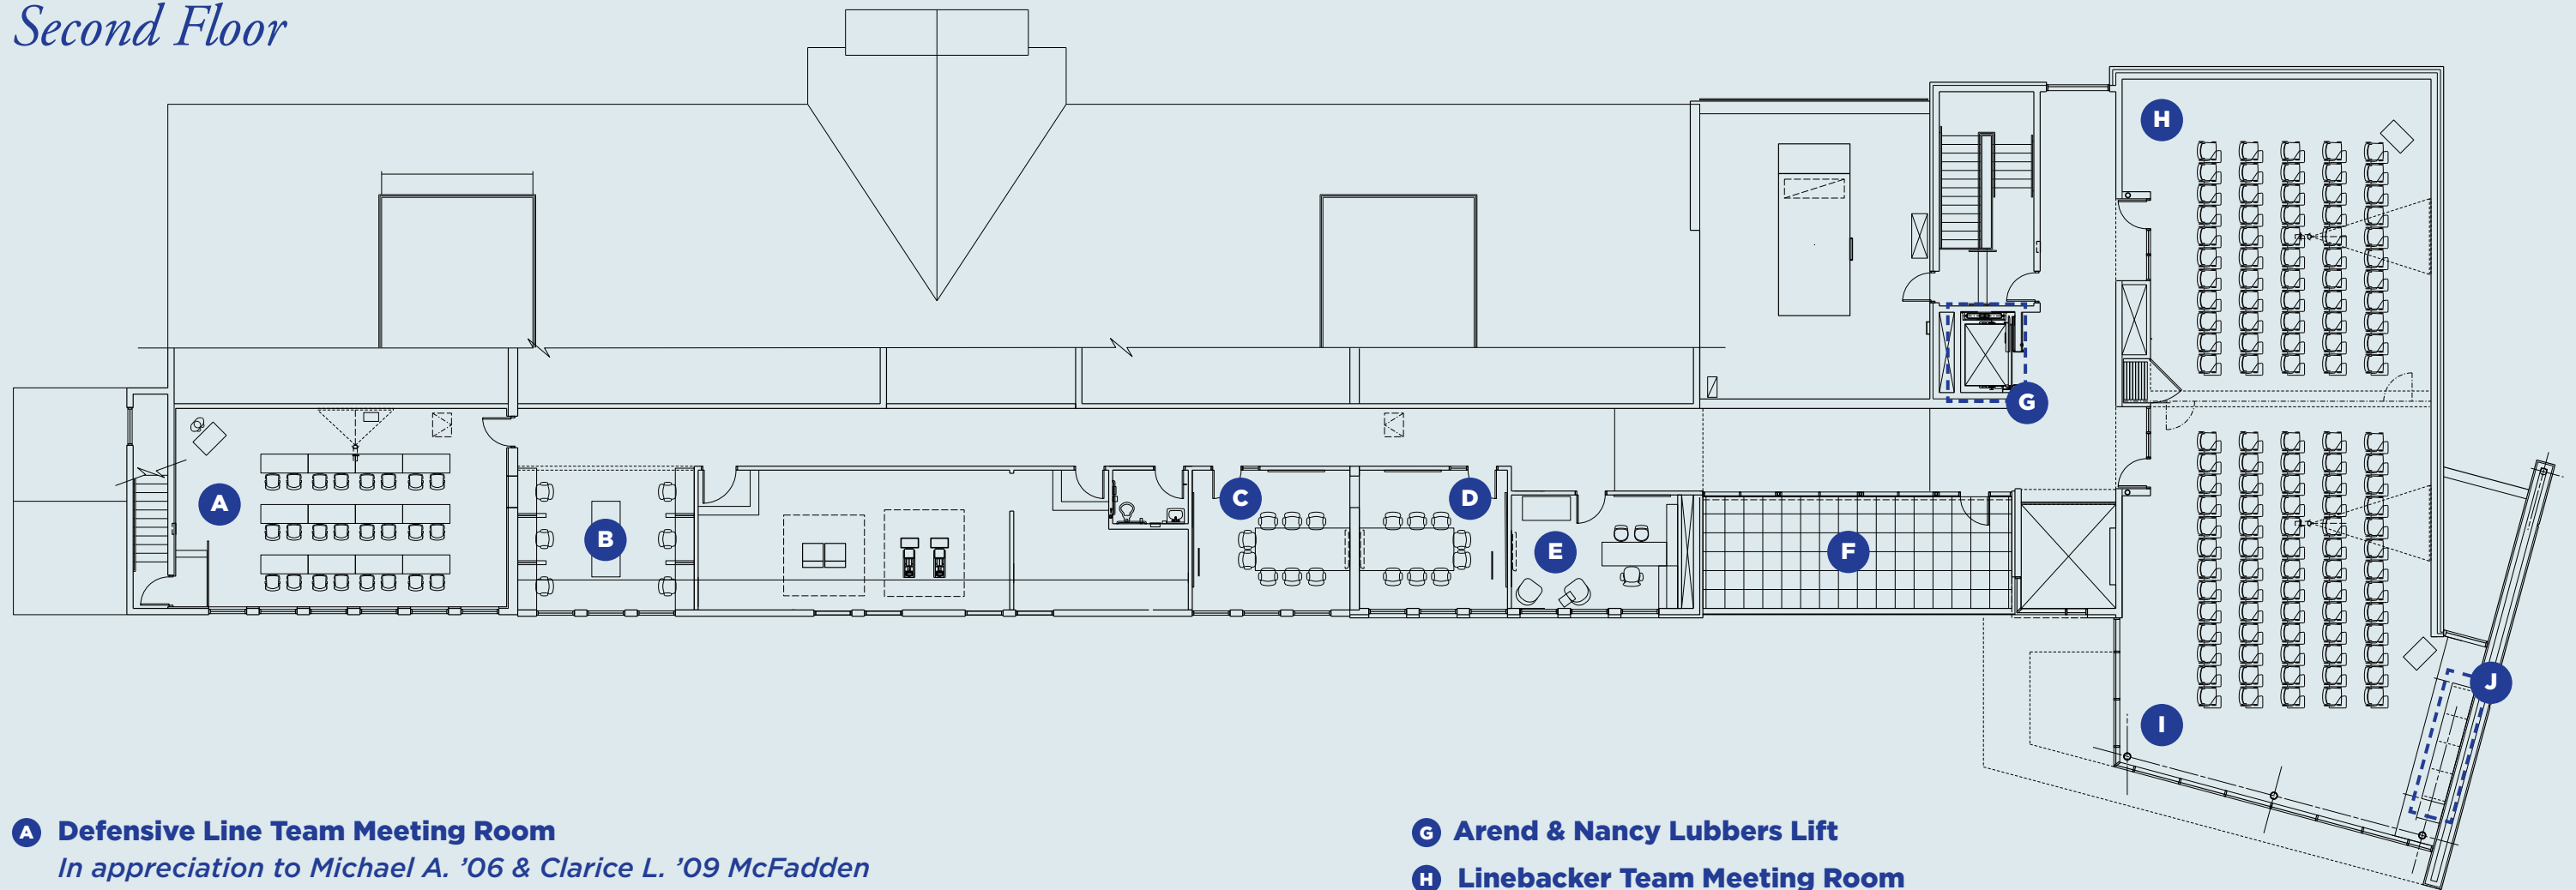 Second Floor
H
G
A
B
C
D
E
F
J
I
A Defensive Line Team Meeting Room
In appreciation to Michael A. ’06 & Clarice L. ’09 McFadden
G Arend & Nancy Lubbers Lift
H Linebacker Team Meeting Room